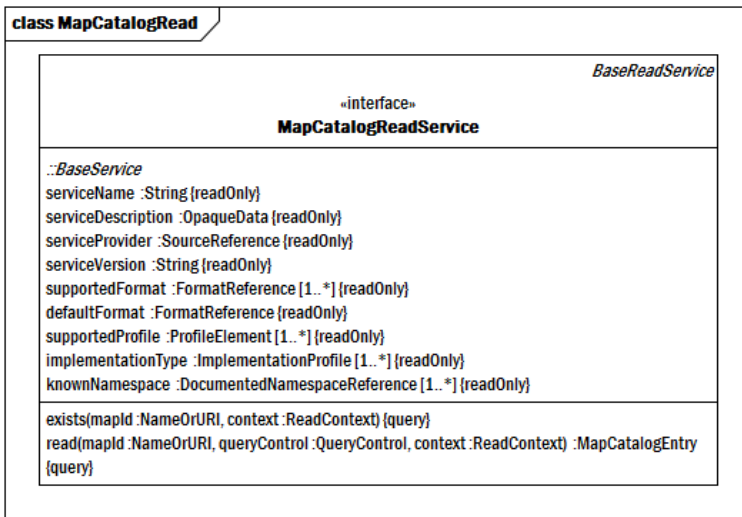 class MapCatalogRead
BaseReadService
«interface»
MapCatalogReadService
::BaseService
serviceName :String {readOnly}
serviceDescription :OpaqueData {readOnly}
serviceProvider :SourceReference {readOnly}
serviceVersion :String {readOnly}
supportedFormat :FormatReference [1..*] {readOnly}
defaultFormat :FormatReference {readOnly}
supportedProfile :ProfileElement [1..*] {readOnly}
implementationType :ImplementationProfile [1..*] {readOnly}
knownNamespace :DocumentedNamespaceReference [1..*] {readOnly}
exists(mapId :NameOrURI, context :ReadContext) {query}
read(mapId :NameOrURI, queryControl :QueryControl, context :ReadContext) :MapCatalogEntry
{query}